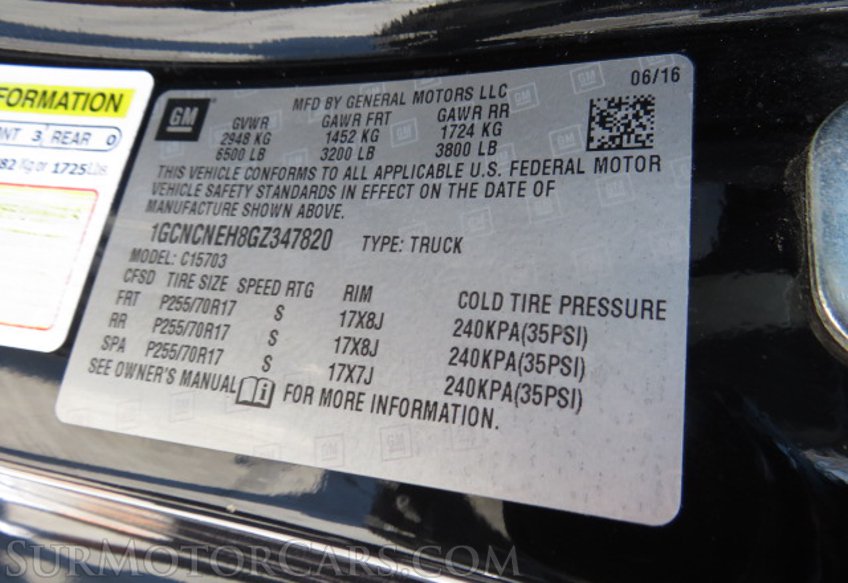 FORMATION
NT 3 REAR 0
82 Kg or 1725 Lbs
GM
06/16
MFD BY GENERAL MOTORS LLC
GVWR GAWR FRT GAWR RR
2948 KG 1452 KG 1724 KG
6500 LB 3200 LB 3800 LB
THIS VEHICLE CONFORMS TO ALL APPLICABLE U.S. FEDERAL MOTOR
VEHICLE SAFETY STANDARDS IN EFFECT ON THE DATE OF
MANUFACTURE SHOWN ABOVE.
1GCNCNEH8GZ347820 TYPE: TRUCK
MODEL: C15703
CFSD TIRE SIZE SPEED RTG RIM COLD TIRE PRESSURE
FRT P255/70R17 S 17X8J 240KPA(35PSI)
RR P255/70R17 S 17X8J 240KPA(35PSI)
SPA P255/70R17 S 17X7J 240KPA(35PSI)
SEE OWNER'S MANUAL i FOR MORE INFORMATION.
SURMOTORCARS.COM